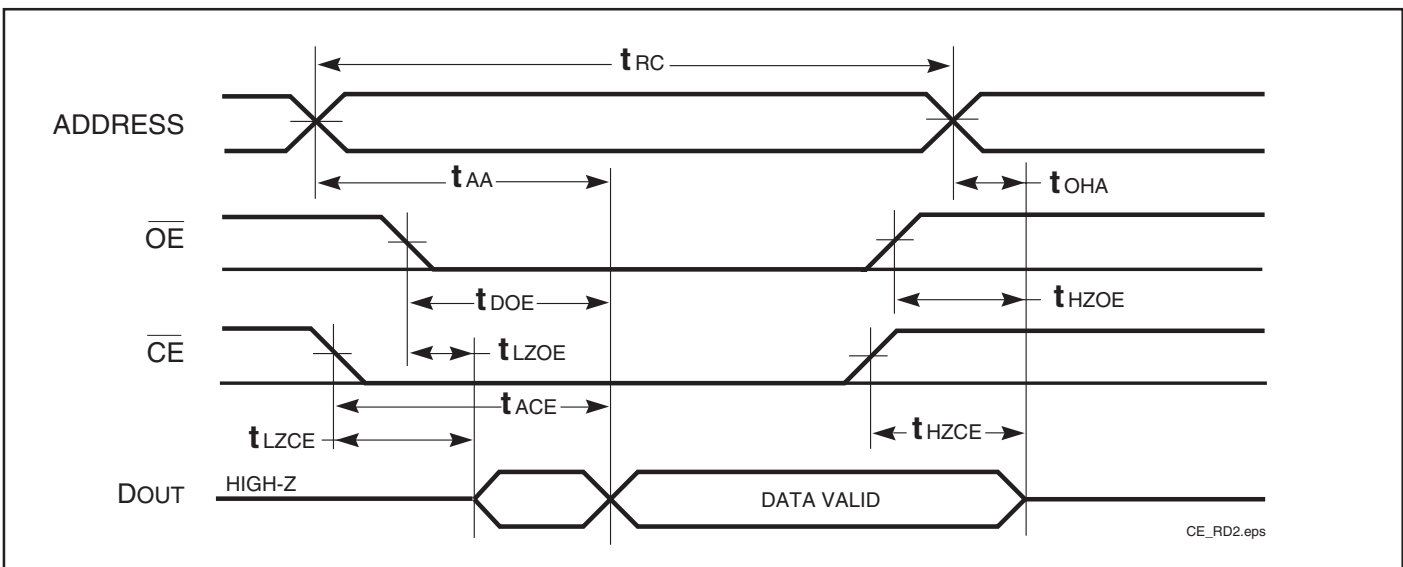 tRC
ADDRESS
tAA
tOHA
OE
tDOE
tHZOE
CE
tLZOE
tACE
tLZCE
tHZCE
DOUT
HIGH-Z
DATA VALID
CE_RD2.eps